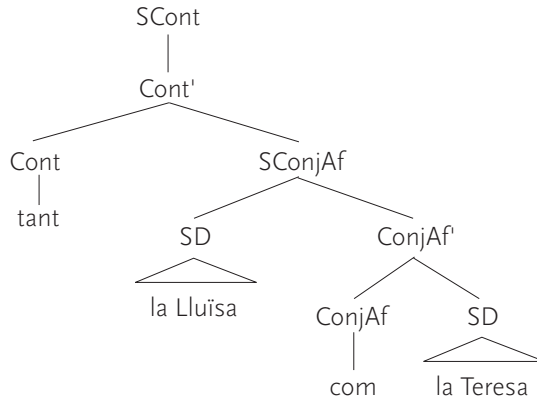 SCont
Cont'
Cont SConjAf
tant
SD ConjAf'
la Lluïsa
ConjAf SD
com la Teresa